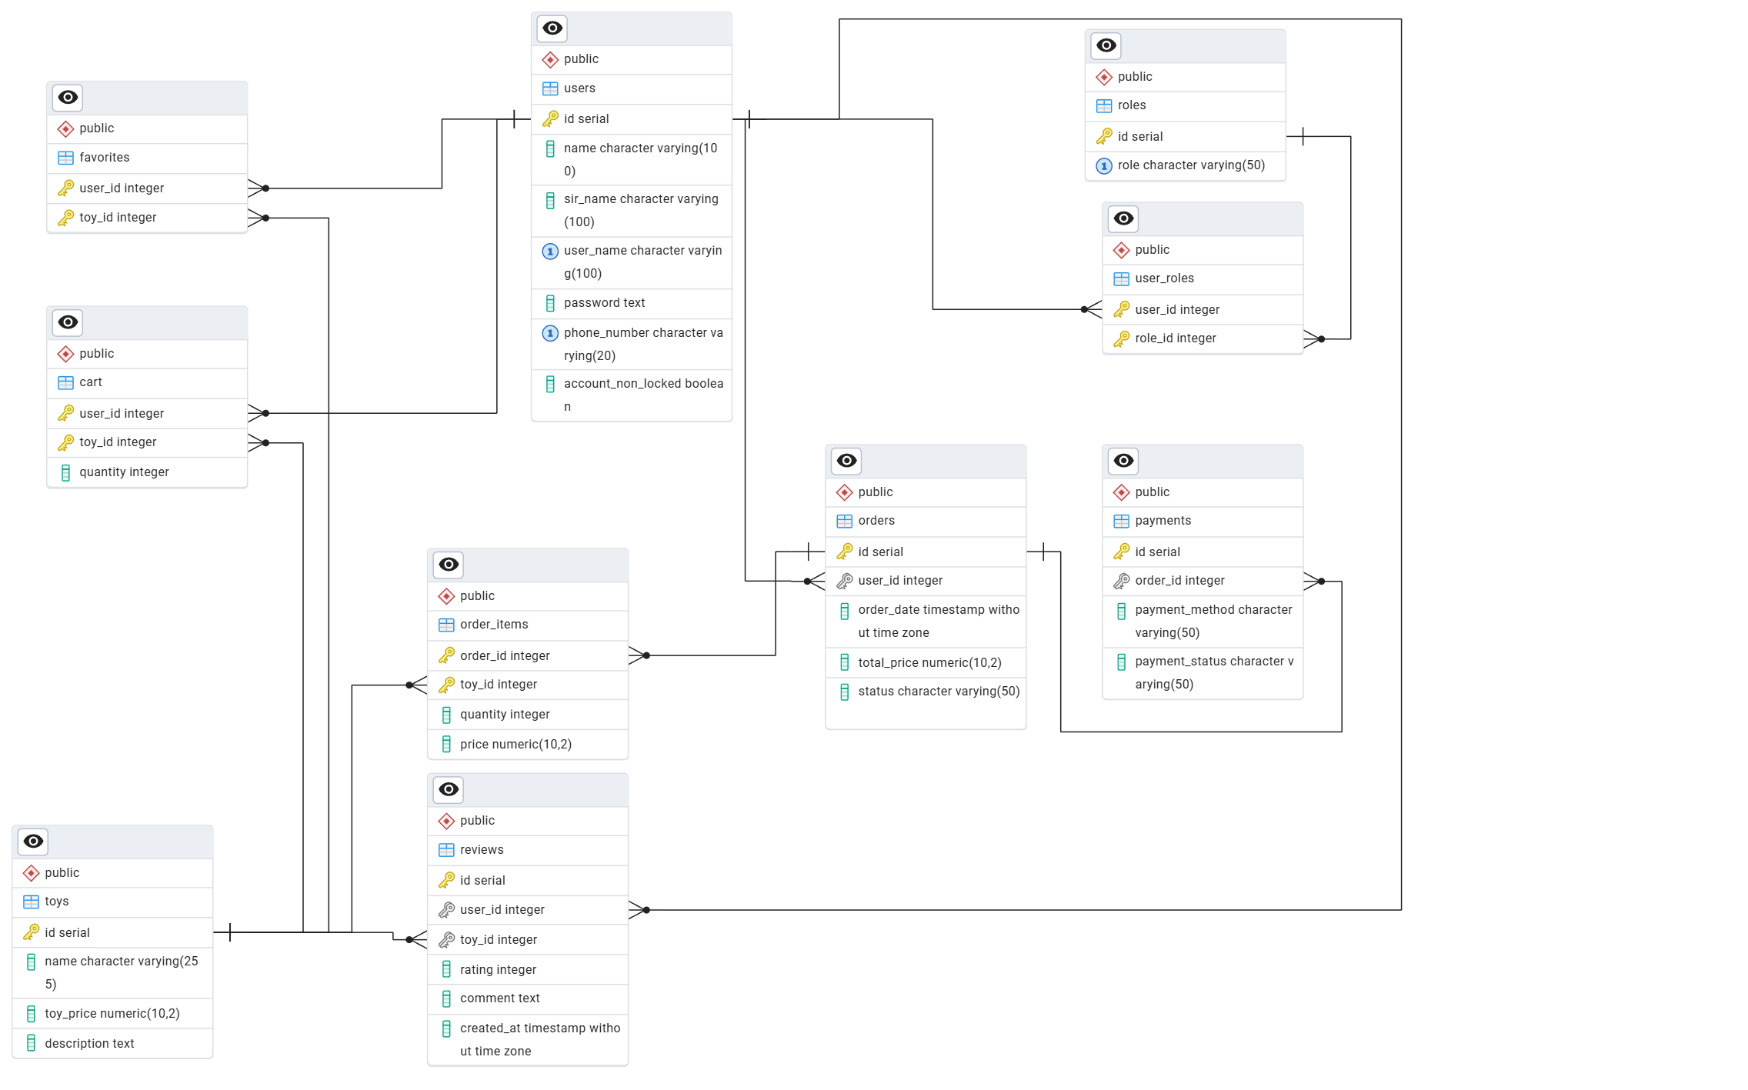 public
users
id serial
name character varying(10
0)
sir_name character varying
(100)
1 user_name character varyin
g(100)
password text
1 phone_number character va
rying(20)
account_non_locked boolea
n
public
roles
id serial
1 role character varying(50)
public
favorites
user_id integer
toy_id integer
public
user_roles
user_id integer
role_id integer
public
cart
user_id integer
toy_id integer
quantity integer
public
orders
id serial
user_id integer
order_date timestamp witho
ut time zone
total_price numeric(10,2)
status character varying(50)
public
payments
id serial
order_id integer
payment_method character
varying(50)
payment_status character v
arying(50)
public
order_items
order_id integer
toy_id integer
quantity integer
price numeric(10,2)
public
reviews
id serial
user_id integer
toy_id integer
rating integer
comment text
created_at timestamp witho
ut time zone
public
toys
id serial
name character varying(25
5)
toy_price numeric(10,2)
description text